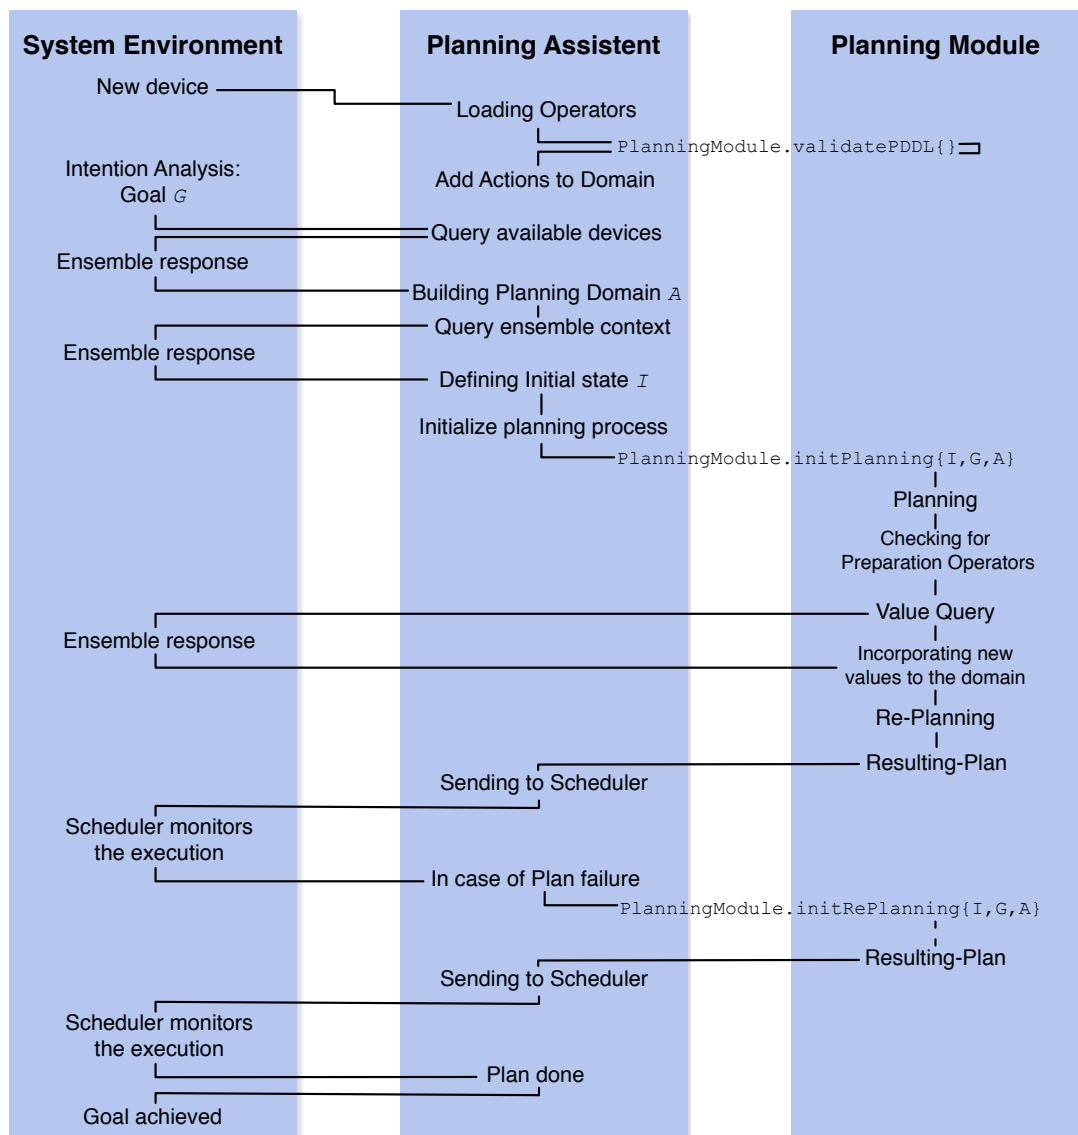 System Environment
Planning Assistent
Planning Module
New device
Loading Operators
PlanningModule.validatePDDL{}
Intention Analysis:
Goal G
Add Actions to Domain
Query available devices
Ensemble response
Building Planning Domain A
Query ensemble context
Ensemble response
Defining Initial state I
Initialize planning process
PlanningModule.initPlanning{I,G,A}
Planning
Checking for
Preparation Operators
Value Query
Ensemble response
Incorporating new
values to the domain
Re-Planning
Resulting-Plan
Sending to Scheduler
Scheduler monitors
the execution
In case of Plan failure
PlanningModule.initRePlanning{I,G,A}
Resulting-Plan
Sending to Scheduler
Scheduler monitors
the execution
Plan done
Goal achieved